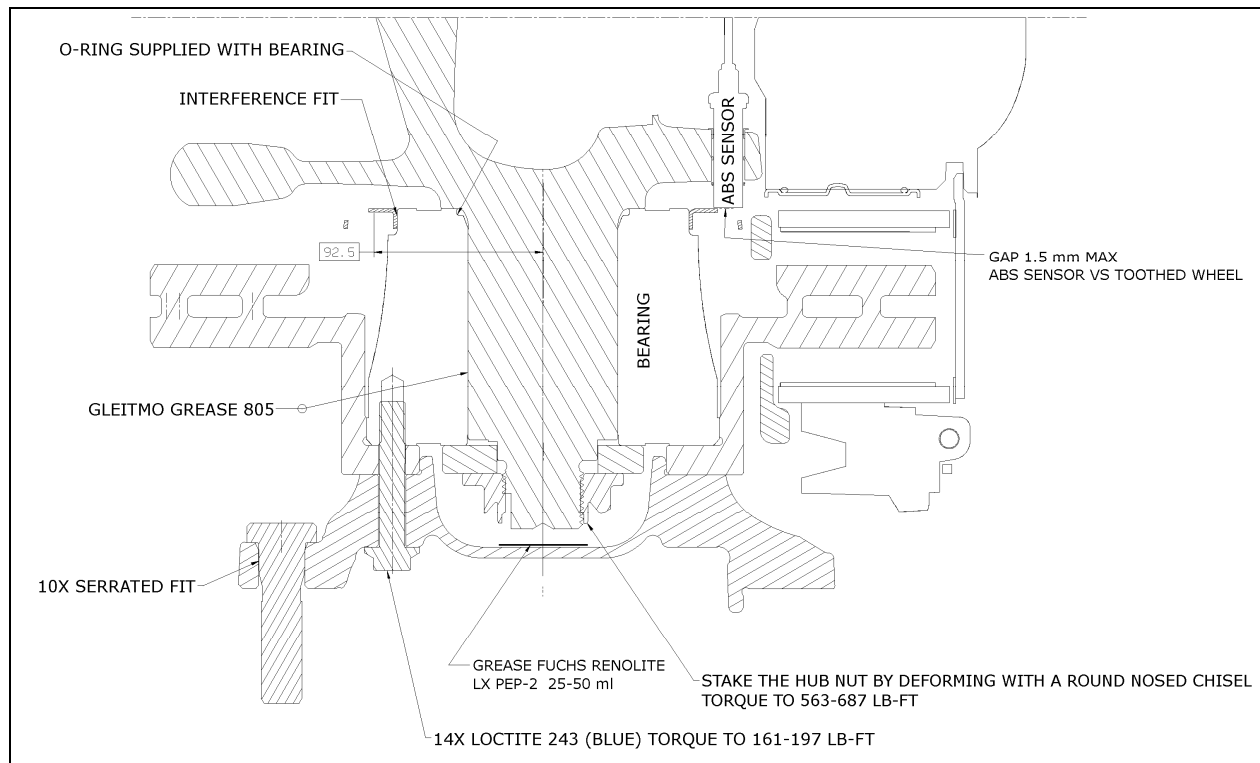 O-RING SUPPLIED WITH BEARING
INTERFERENCE FIT
ABS SENSOR
92.5
GAP 1.5 mm MAX
ABS SENSOR VS TOOTHED WHEEL
BEARING
GLEITMO GREASE 805
10X SERRATED FIT
GREASE FUCHS RENOLITE
LX PEP-2 25-50 ml
STAKE THE HUB NUT BY DEFORMING WITH A ROUND NOSED CHISEL
TORQUE TO 563-687 LB-FT
14X LOCTITE 243 (BLUE) TORQUE TO 161-197 LB-FT